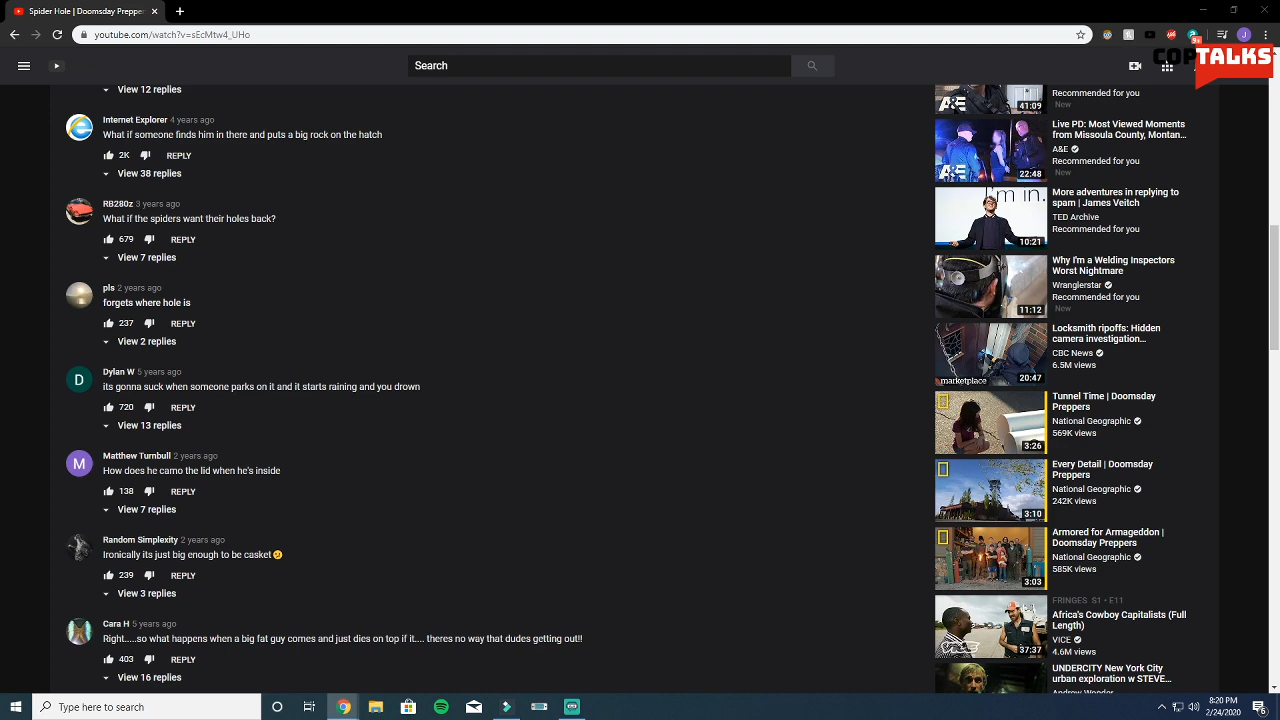 Spider Hole | Doomsday Prepper
youtube.com/watch?v=sEcMtw4_UHo
Search
9+
COPTALKS
View 12 replies
Internet Explorer 4 years ago
What if someone finds him in there and puts a big rock on the hatch
2K REPLY
View 38 replies
RB280z 3 years ago
What if the spiders want their holes back?
679 REPLY
View 7 replies
pls 2 years ago
forgets where hole is
237 REPLY
View 2 replies
D
Dylan W 5 years ago
its gonna suck when someone parks on it and it starts raining and you drown
720 REPLY
View 13 replies
M
Matthew Turnbull 2 years ago
How does he camo the lid when he's inside
138 REPLY
View 7 replies
Random Simplexity 2 years ago
Ironically its just big enough to be casket
239 REPLY
View 3 replies
Cara H 5 years ago
Right.....so what happens when a big fat guy comes and just dies on top if it.... theres no way that dudes getting out!!
403 REPLY
View 16 replies
A&E
41:09
Recommended for you
New
A&E
22:48
Live PD: Most Viewed Moments
from Missoula County, Montan...
A&E
Recommended for you
New
I'm in.
10:21
More adventures in replying to
spam | James Veitch
TED Archive
Recommended for you
11:12
Why I'm a Welding Inspectors
Worst Nightmare
Wranglerstar
Recommended for you
New
marketplace
20:47
Locksmith ripoffs: Hidden
camera investigation...
CBC News
6.5M views
3:26
Tunnel Time | Doomsday
Preppers
National Geographic
569K views
3:10
Every Detail | Doomsday
Preppers
National Geographic
242K views
3:03
Armored for Armageddon |
Doomsday Preppers
National Geographic
585K views
VICE
37:37
FRINGES S1 • E11
Africa's Cowboy Capitalists (Full
Length)
VICE
4.6M views
UNDERCITY New York City
urban exploration w STEVE...
Andrew Wonder
Type here to search
8:20 PM
2/24/2020
6